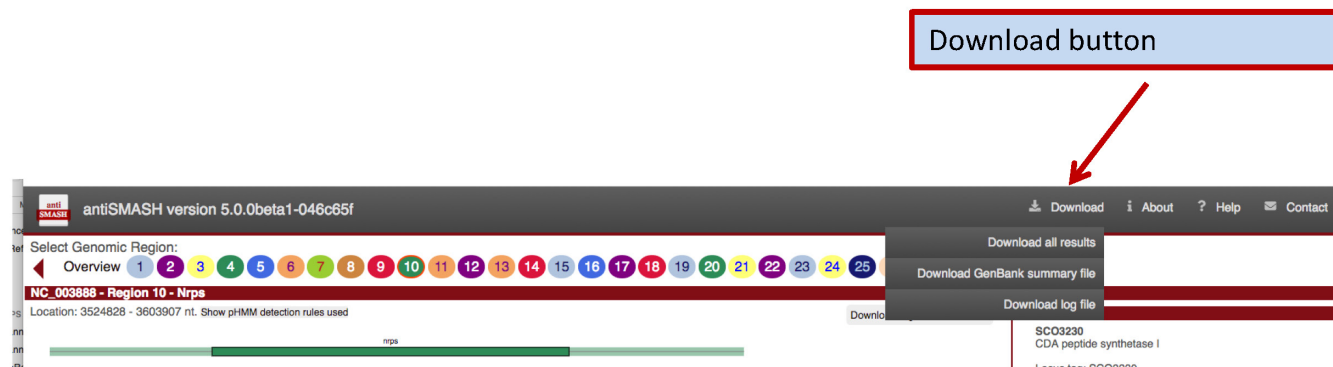 Download button
anti
SMASH
antiSMASH version 5.0.0beta1-046c65f
Download
i About
? Help
Contact
Download all results
Download GenBank summary file
Download log file
Select Genomic Region:
Overview 1 2 3 4 5 6 7 8 9 10 11 12 13 14 15 16 17 18 19 20 21 22 23 24 25
NC_003888 - Region 10 - Nrps
Location: 3524828 - 3603907 nt. Show pHMM detection rules used
nrps
SCO3230
CDA peptide synthetase I